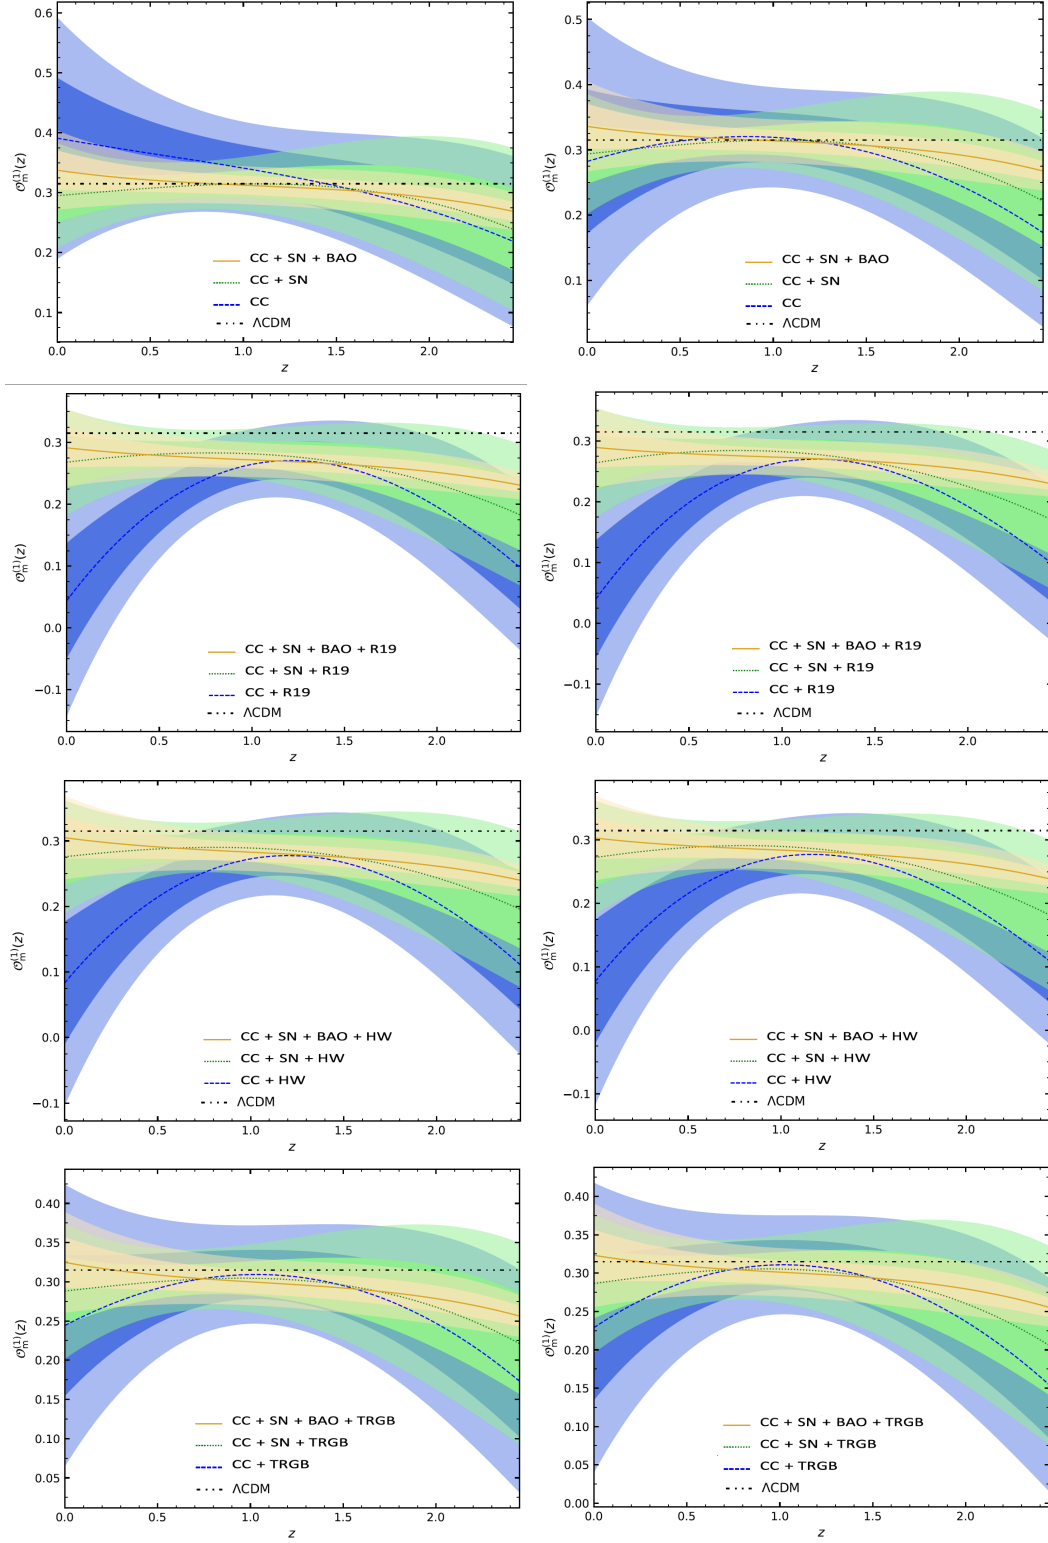 0.6
0.5
0.4
0.3
0.2
0.1
𝒪m(1)(z)
CC + SN + BAO
CC + SN
CC
ΛCDM
0.0 0.5 1.0 1.5 2.0
z
0.5
0.4
0.3
0.2
0.1
𝒪m(1)(z)
CC + SN + BAO
CC + SN
CC
ΛCDM
0.0 0.5 1.0 1.5 2.0
z
0.3
0.2
0.1
0.0
−0.1
𝒪m(1)(z)
CC + SN + BAO + R19
CC + SN + R19
CC + R19
ΛCDM
0.0 0.5 1.0 1.5 2.0
z
0.3
0.2
0.1
0.0
−0.1
𝒪m(1)(z)
CC + SN + BAO + R19
CC + SN + R19
CC + R19
ΛCDM
0.0 0.5 1.0 1.5 2.0
z
0.3
0.2
0.1
0.0
−0.1
𝒪m(1)(z)
CC + SN + BAO + HW
CC + SN + HW
CC + HW
ΛCDM
0.0 0.5 1.0 1.5 2.0
z
0.3
0.2
0.1
0.0
−0.1
𝒪m(1)(z)
CC + SN + BAO + HW
CC + SN + HW
CC + HW
ΛCDM
0.0 0.5 1.0 1.5 2.0
z
0.40
0.35
0.30
0.25
0.20
0.15
0.10
0.05
𝒪m(1)(z)
CC + SN + BAO + TRGB
CC + SN + TRGB
CC + TRGB
ΛCDM
0.0 0.5 1.0 1.5 2.0
z
0.40
0.35
0.30
0.25
0.20
0.15
0.10
0.05
0.00
𝒪m(1)(z)
CC + SN + BAO + TRGB
CC + SN + TRGB
CC + TRGB
ΛCDM
0.0 0.5 1.0 1.5 2.0
z